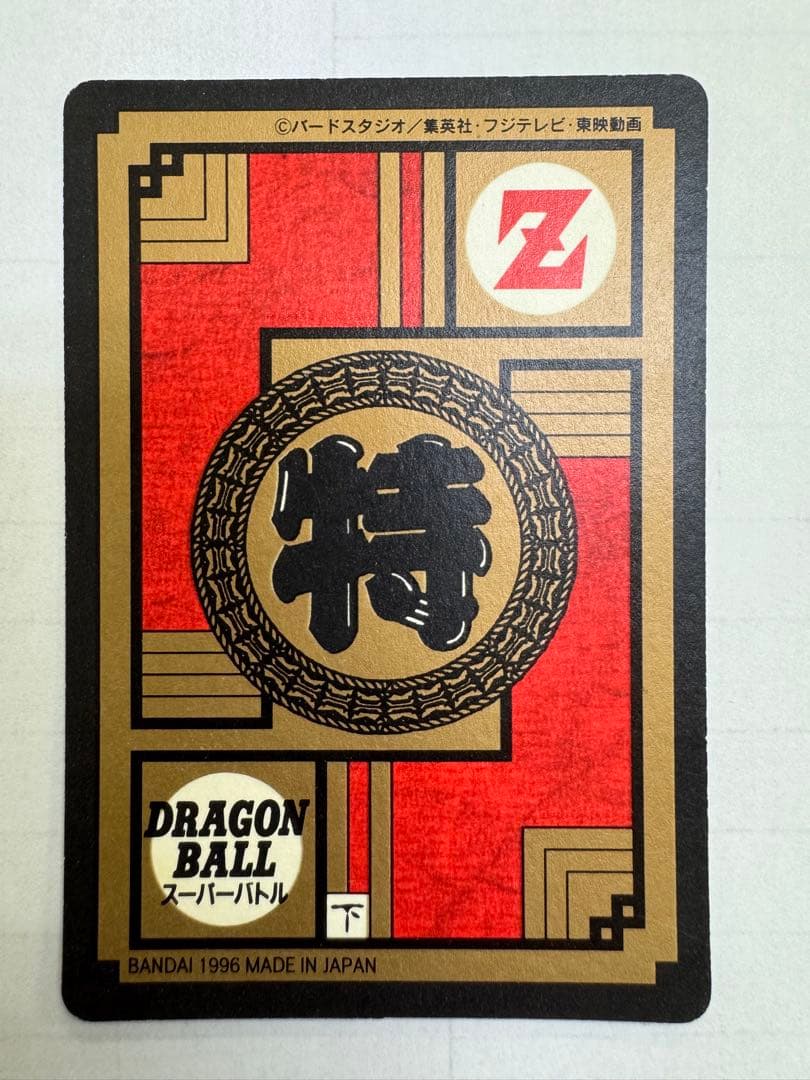 ©バードスタジオ／集英社・フジテレビ・東映動画
Z
特
DRAGON
BALL
スーパーバトル
下
BANDAI 1996 MADE IN JAPAN